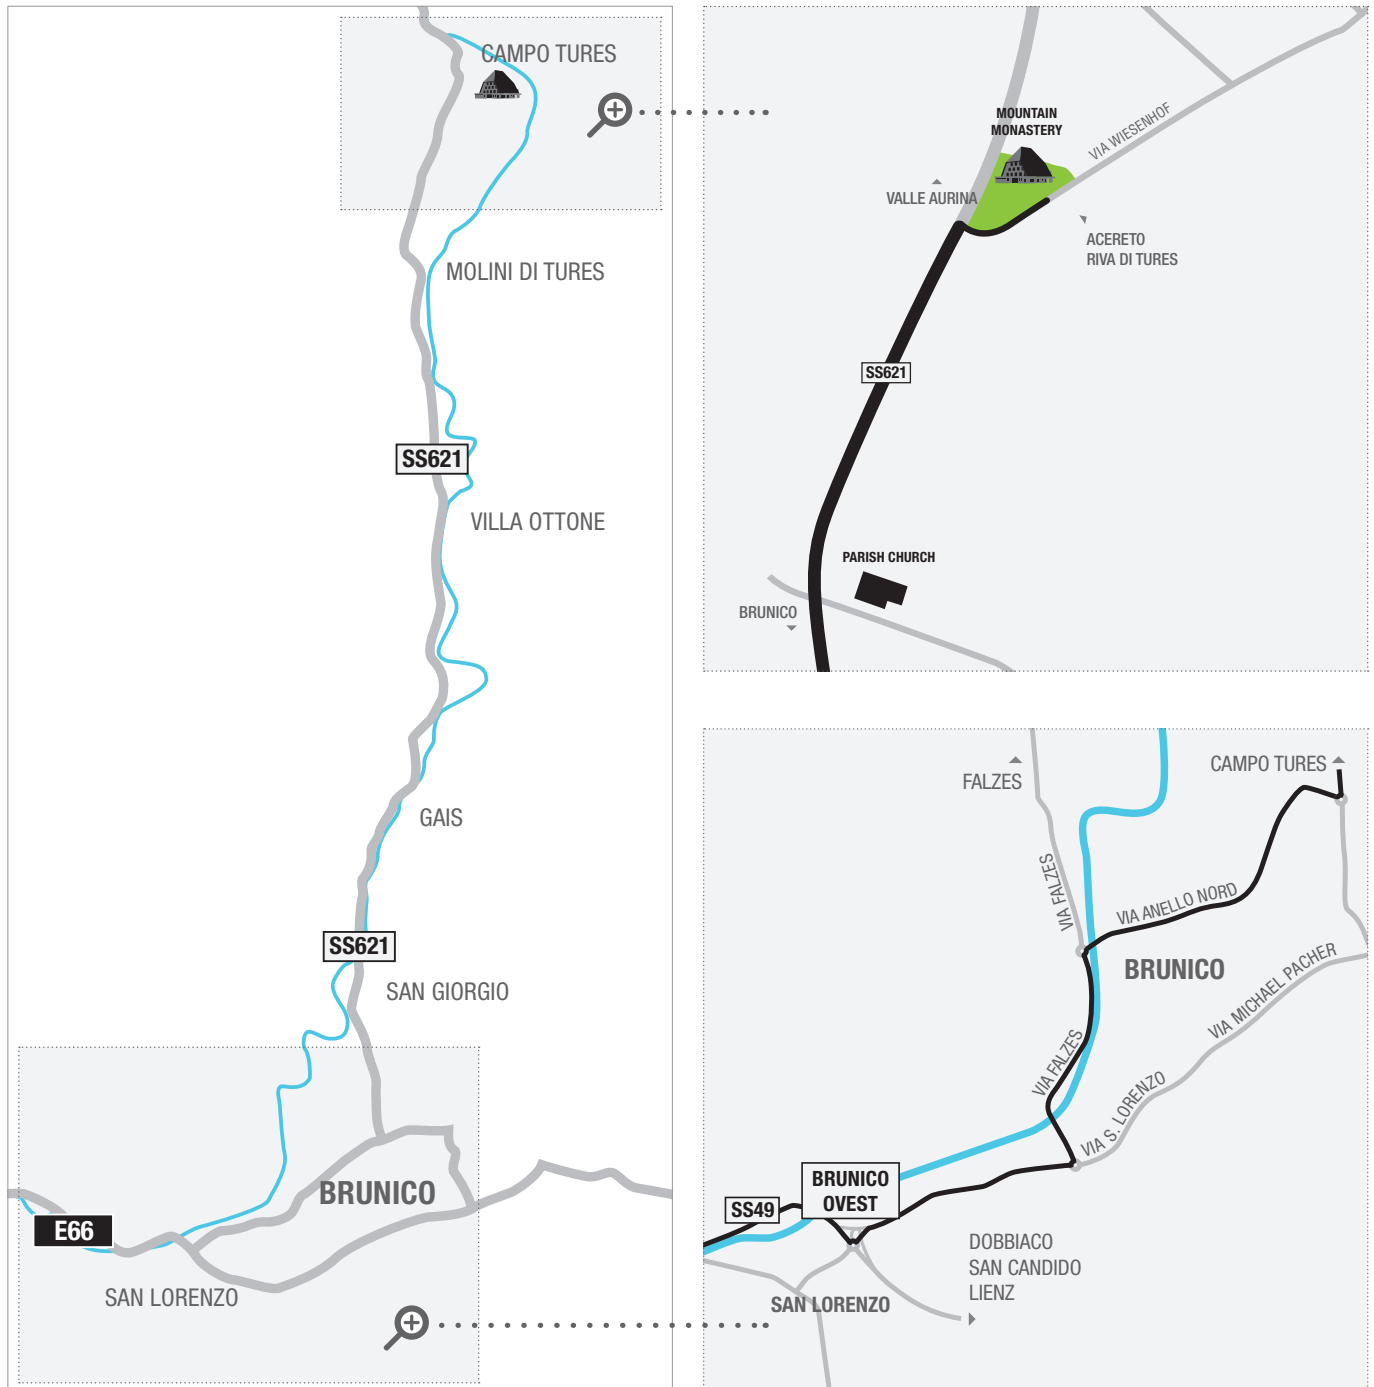 CAMPO TURES
MOLINI DI TURES
SS621
VILLA OTTONE
GAIS
SS621
SAN GIORGIO
BRUNICO
E66
SAN LORENZO
MOUNTAIN
MONASTERY
VIA WIESENHOF
VALLE AURINA
ACERETO
RIVA DI TURES
SS621
PARISH CHURCH
BRUNICO
FALZES
CAMPO TURES
VIA FALZES
VIA ANELLO NORD
BRUNICO
VIA MICHAEL PACHER
VIA FALZES
VIA S. LORENZO
BRUNICO
OVEST
SS49
DOBBIACO
SAN CANDIDO
LIENZ
SAN LORENZO